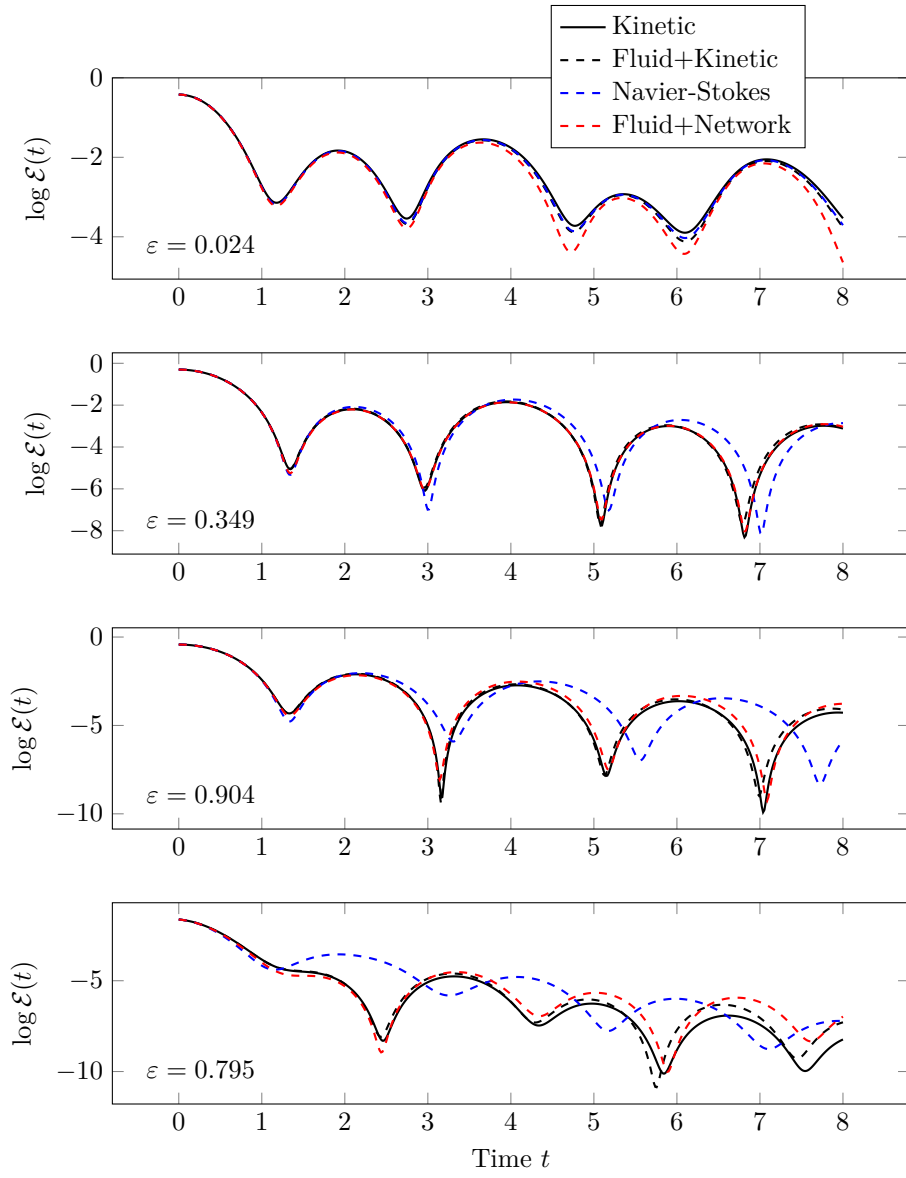 Kinetic
Fluid+Kinetic
Navier-Stokes
Fluid+Network
0
−2
−4
log ℰ(t)
ε = 0.024
0 1 2 3 4 5 6 7 8
0
−2
−4
−6
−8
log ℰ(t)
ε = 0.349
0 1 2 3 4 5 6 7 8
0
−5
−10
log ℰ(t)
ε = 0.904
0 1 2 3 4 5 6 7 8
−5
−10
log ℰ(t)
ε = 0.795
0 1 2 3 4 5 6 7 8
Time t